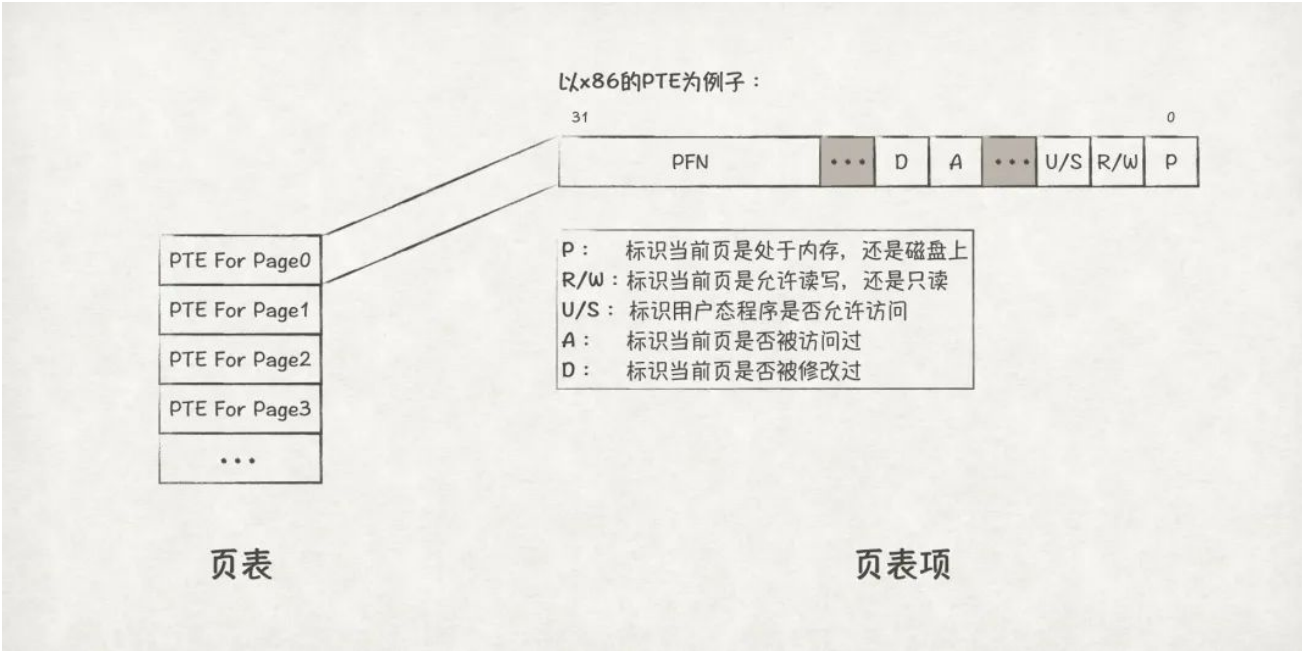 以x86的PTE为例子：
31 0
PFN ... D A ... U/S R/W P
PTE For Page0
PTE For Page1
PTE For Page2
PTE For Page3
...
P： 标识当前页是处于内存，还是磁盘上
R/W：标识当前页是允许读写，还是只读
U/S：标识用户态程序是否允许访问
A： 标识当前页是否被访问过
D： 标识当前页是否被修改过
页表
页表项